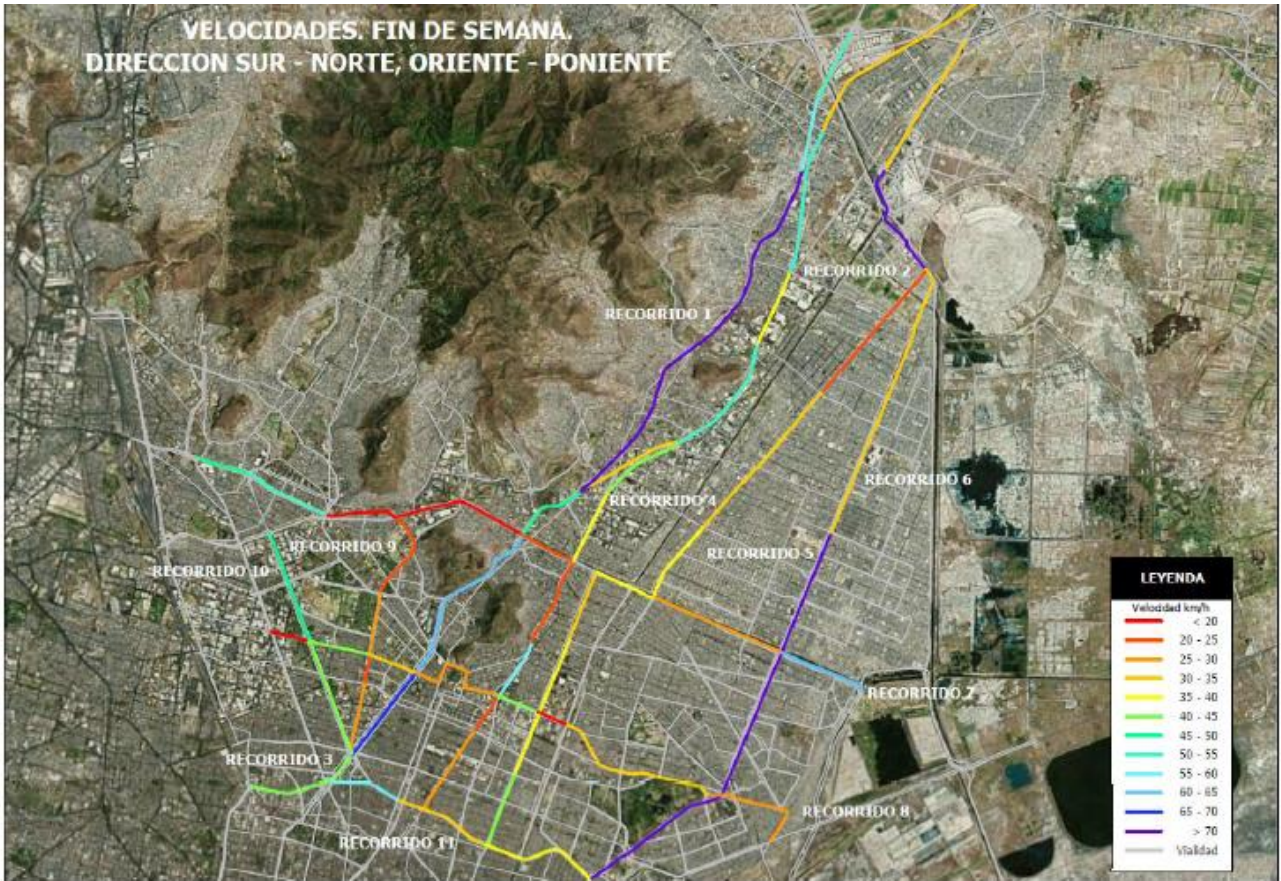 VELOCIDADES. FIN DE SEMANA.
DIRECCION SUR - NORTE, ORIENTE - PONIENTE
RECORRIDO 2
RECORRIDO 1
RECORRIDO 6
RECORRIDO 4
RECORRIDO 9
RECORRIDO 5
RECORRIDO 10
RECORRIDO 7
RECORRIDO 3
RECORRIDO 8
RECORRIDO 11
LEYENDA
Velocidad km/h
< 20
20 - 25
25 - 30
30 - 35
35 - 40
40 - 45
45 - 50
50 - 55
55 - 60
60 - 65
65 - 70
> 70
Vialidad